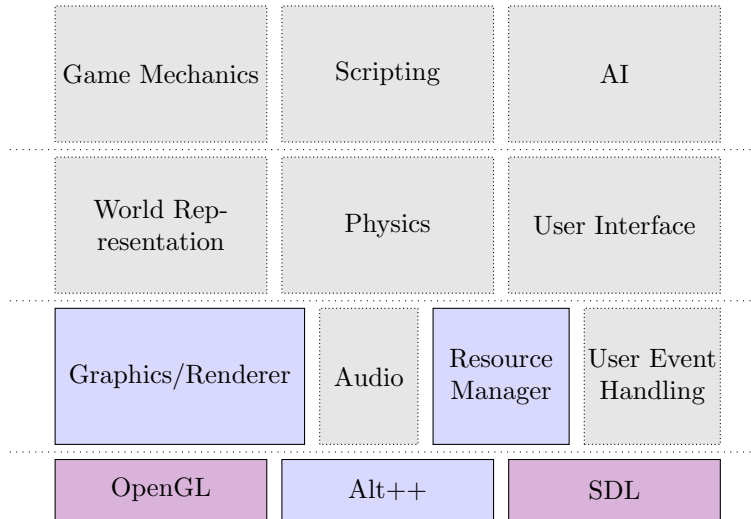 Game Mechanics
Scripting
AI
World Rep-
resentation
Physics
User Interface
Graphics/Renderer
Audio
Resource
Manager
User Event
Handling
OpenGL
Alt++
SDL